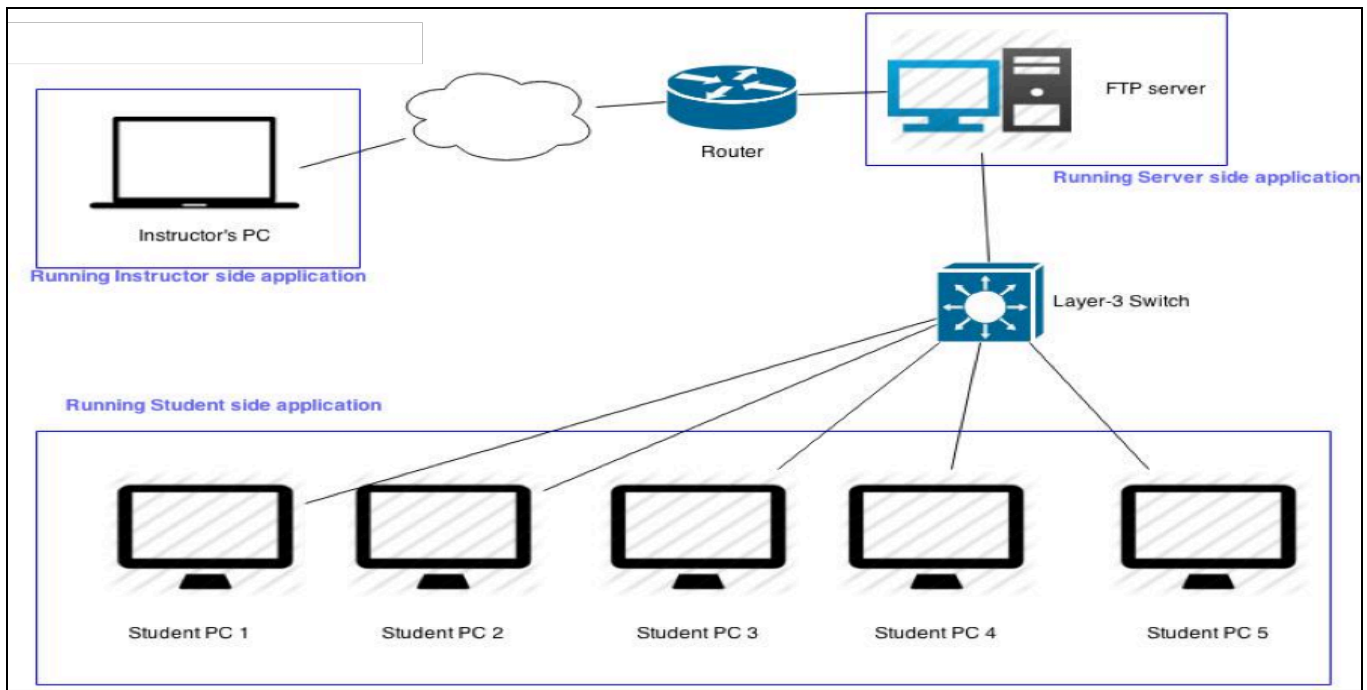 FTP server
Router
Running Server side application
Instructor's PC
Running Instructor side application
Layer-3 Switch
Running Student side application
Student PC 1
Student PC 2
Student PC 3
Student PC 4
Student PC 5